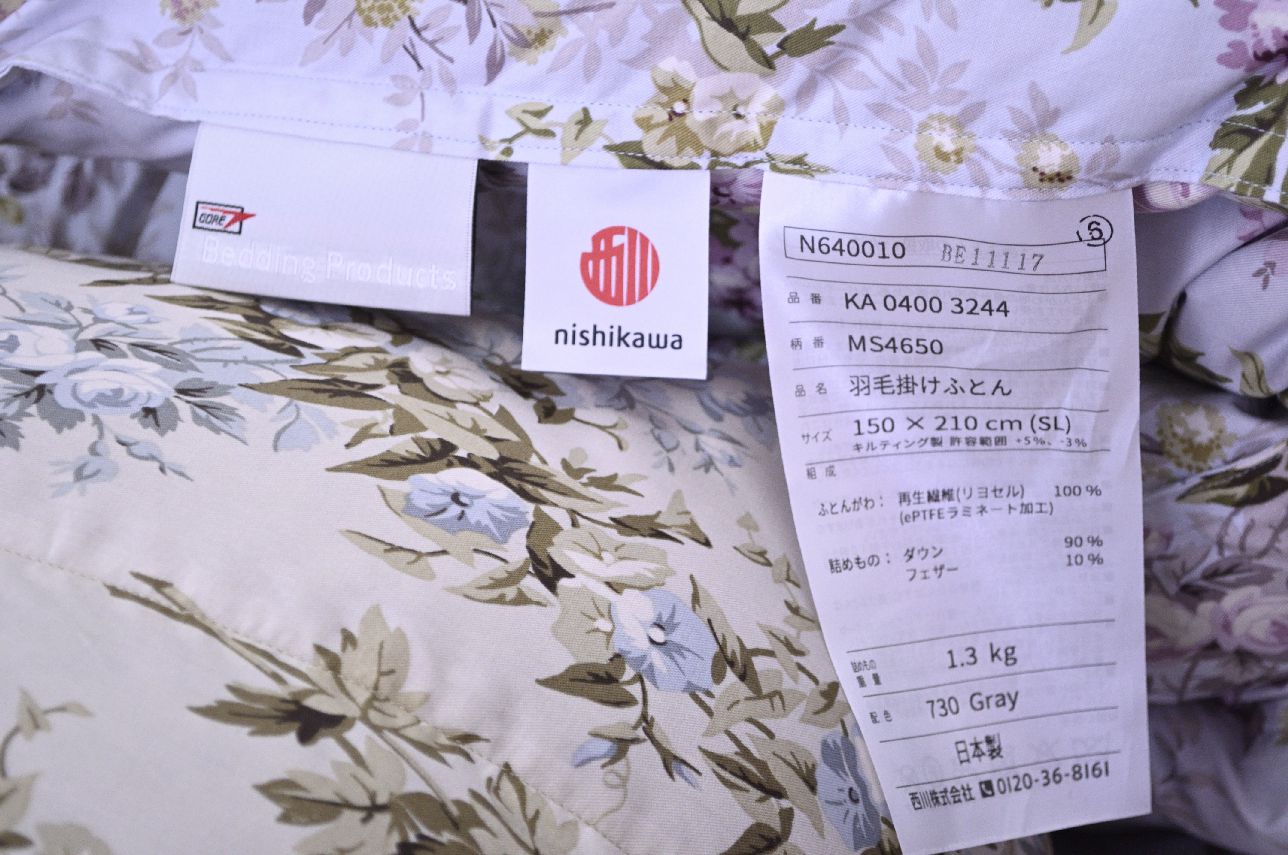 GORE
Bedding Products
西川
nishikawa
S
N640010 BE11117
品番 KA 0400 3244
柄番 MS4650
品名 羽毛掛けふとん
サイズ 150 × 210 cm (SL)
キルティング製 許容範囲 +5%、-3%
組成
ふとんがわ: 再生繊維(リヨセル) 100 %
(ePTFEラミネート加工)
詰めもの: ダウン 90 %
フェザー 10 %
詰めもの
重量 1.3 kg
配色 730 Gray
日本製
西川株式会社 0120-36-8161